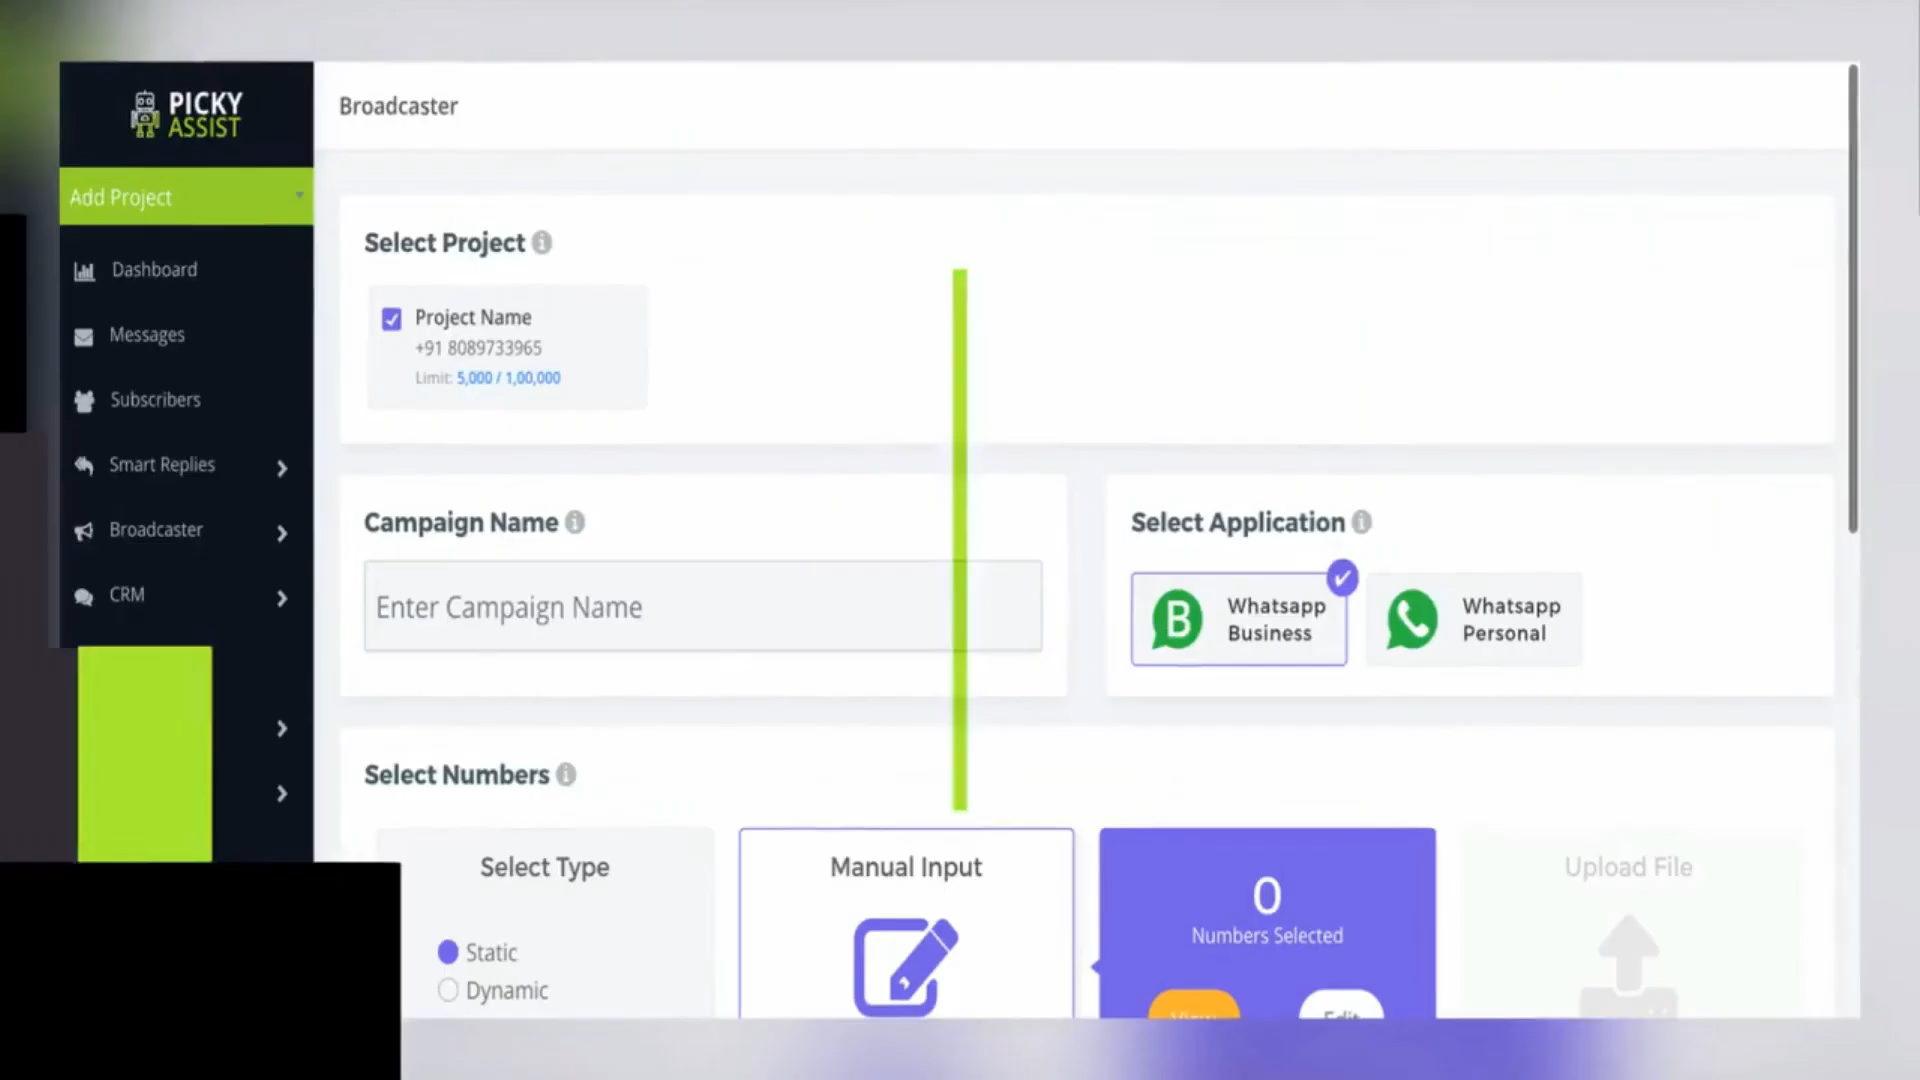 PICKY
ASSIST
Broadcaster
Add Project
Dashboard
Messages
Subscribers
Smart Replies
Broadcaster
CRM
Select Project
Project Name
+91 8089733965
Limit: 5,000 / 1,00,000
Campaign Name
Enter Campaign Name
Select Application
B
Whatsapp
Business
Whatsapp
Personal
Select Numbers
Select Type
Static
Dynamic
Manual Input
0
Numbers Selected
View
Edit
Upload File